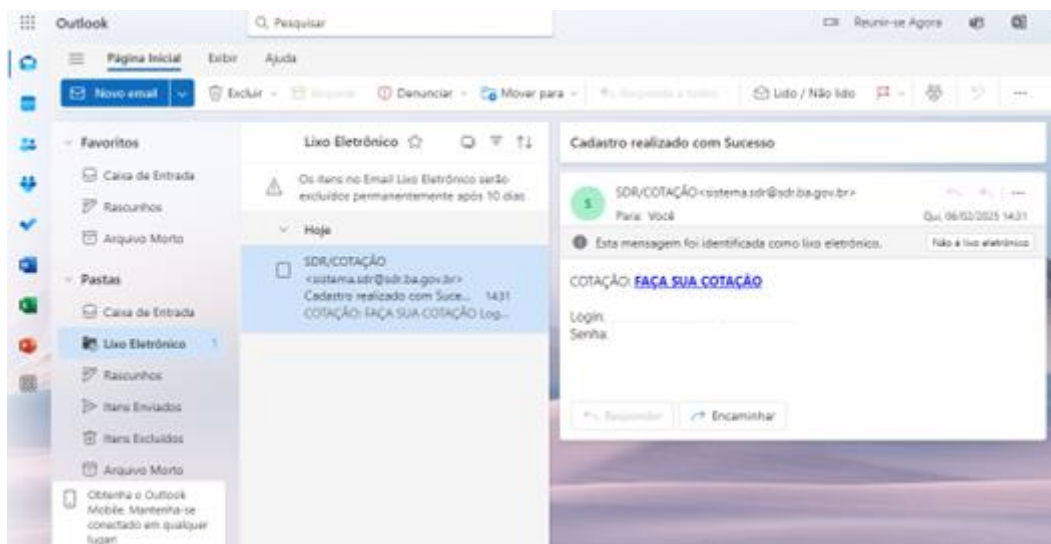 Outlook
Pesquisar
Reunir-se Agora
Página Inicial
Exibir
Ajuda
Novo email
Excluir
Denunciar
Mover para
Responder a todos
Lido / Não lido
Favoritos
Caixa de Entrada
Rascunhos
Arquivo Morto
Pastas
Caixa de Entrada
Lixo Eletrônico 1
Rascunhos
Itens Enviados
Itens Excluídos
Arquivo Morto
Obtenha o Outlook
Mobile. Mantenha-se
conectado em qualquer
lugar!
Lixo Eletrônico
Os itens no Email Lixo Eletrônico serão
excluídos permanentemente após 10 dias
Hoje
SDR/COTAÇÃO
<sistema.sdr@sdr.ba.gov.br>
Cadastro realizado com Suce... 14:31
COTAÇÃO: FAÇA SUA COTAÇÃO Log...
Cadastro realizado com Sucesso
S
SDR/COTAÇÃO<sistema.sdr@sdr.ba.gov.br>
Para: Você
Qui, 06/02/2025 14:31
Esta mensagem foi identificada como lixo eletrônico.
Não é lixo eletrônico
COTAÇÃO: FAÇA SUA COTAÇÃO
Login:
Senha:
Responder
Encaminhar